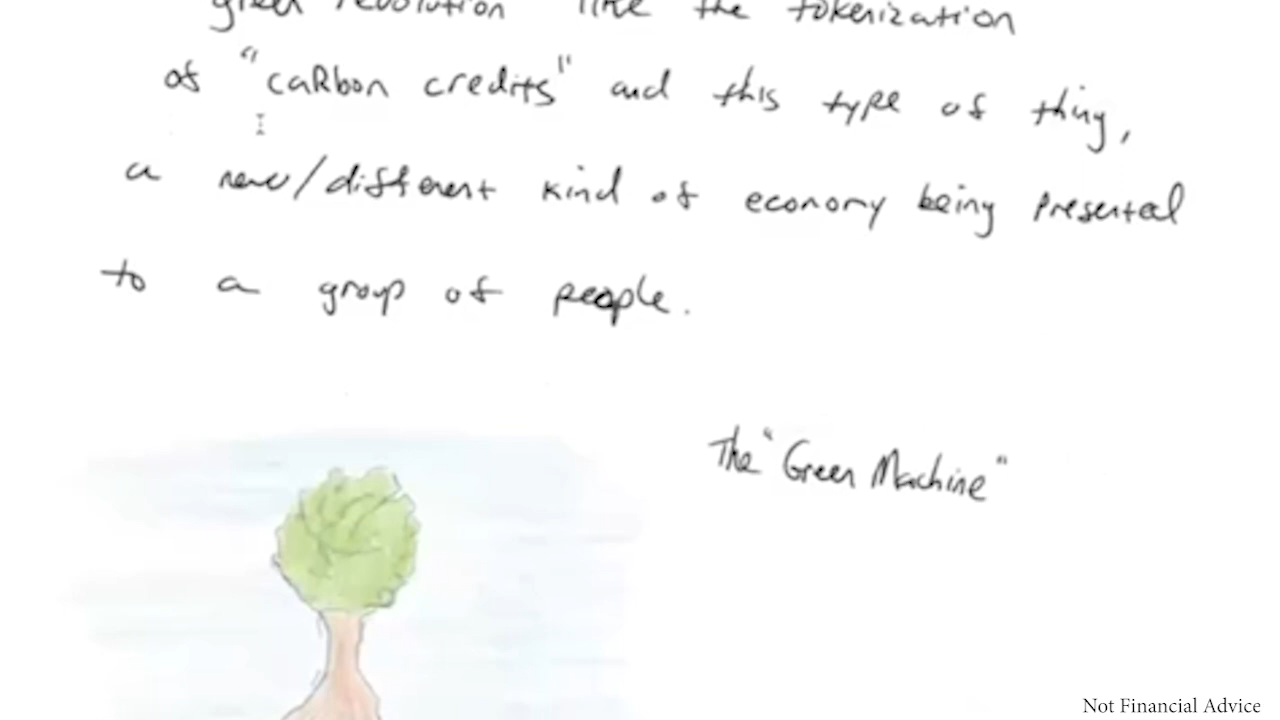 green revolution like the tokenization
of "caRbon credits" and this type of thing,
a new/different kind of economy being presented
to a group of people.
The "Green Machine"
Not Financial Advice